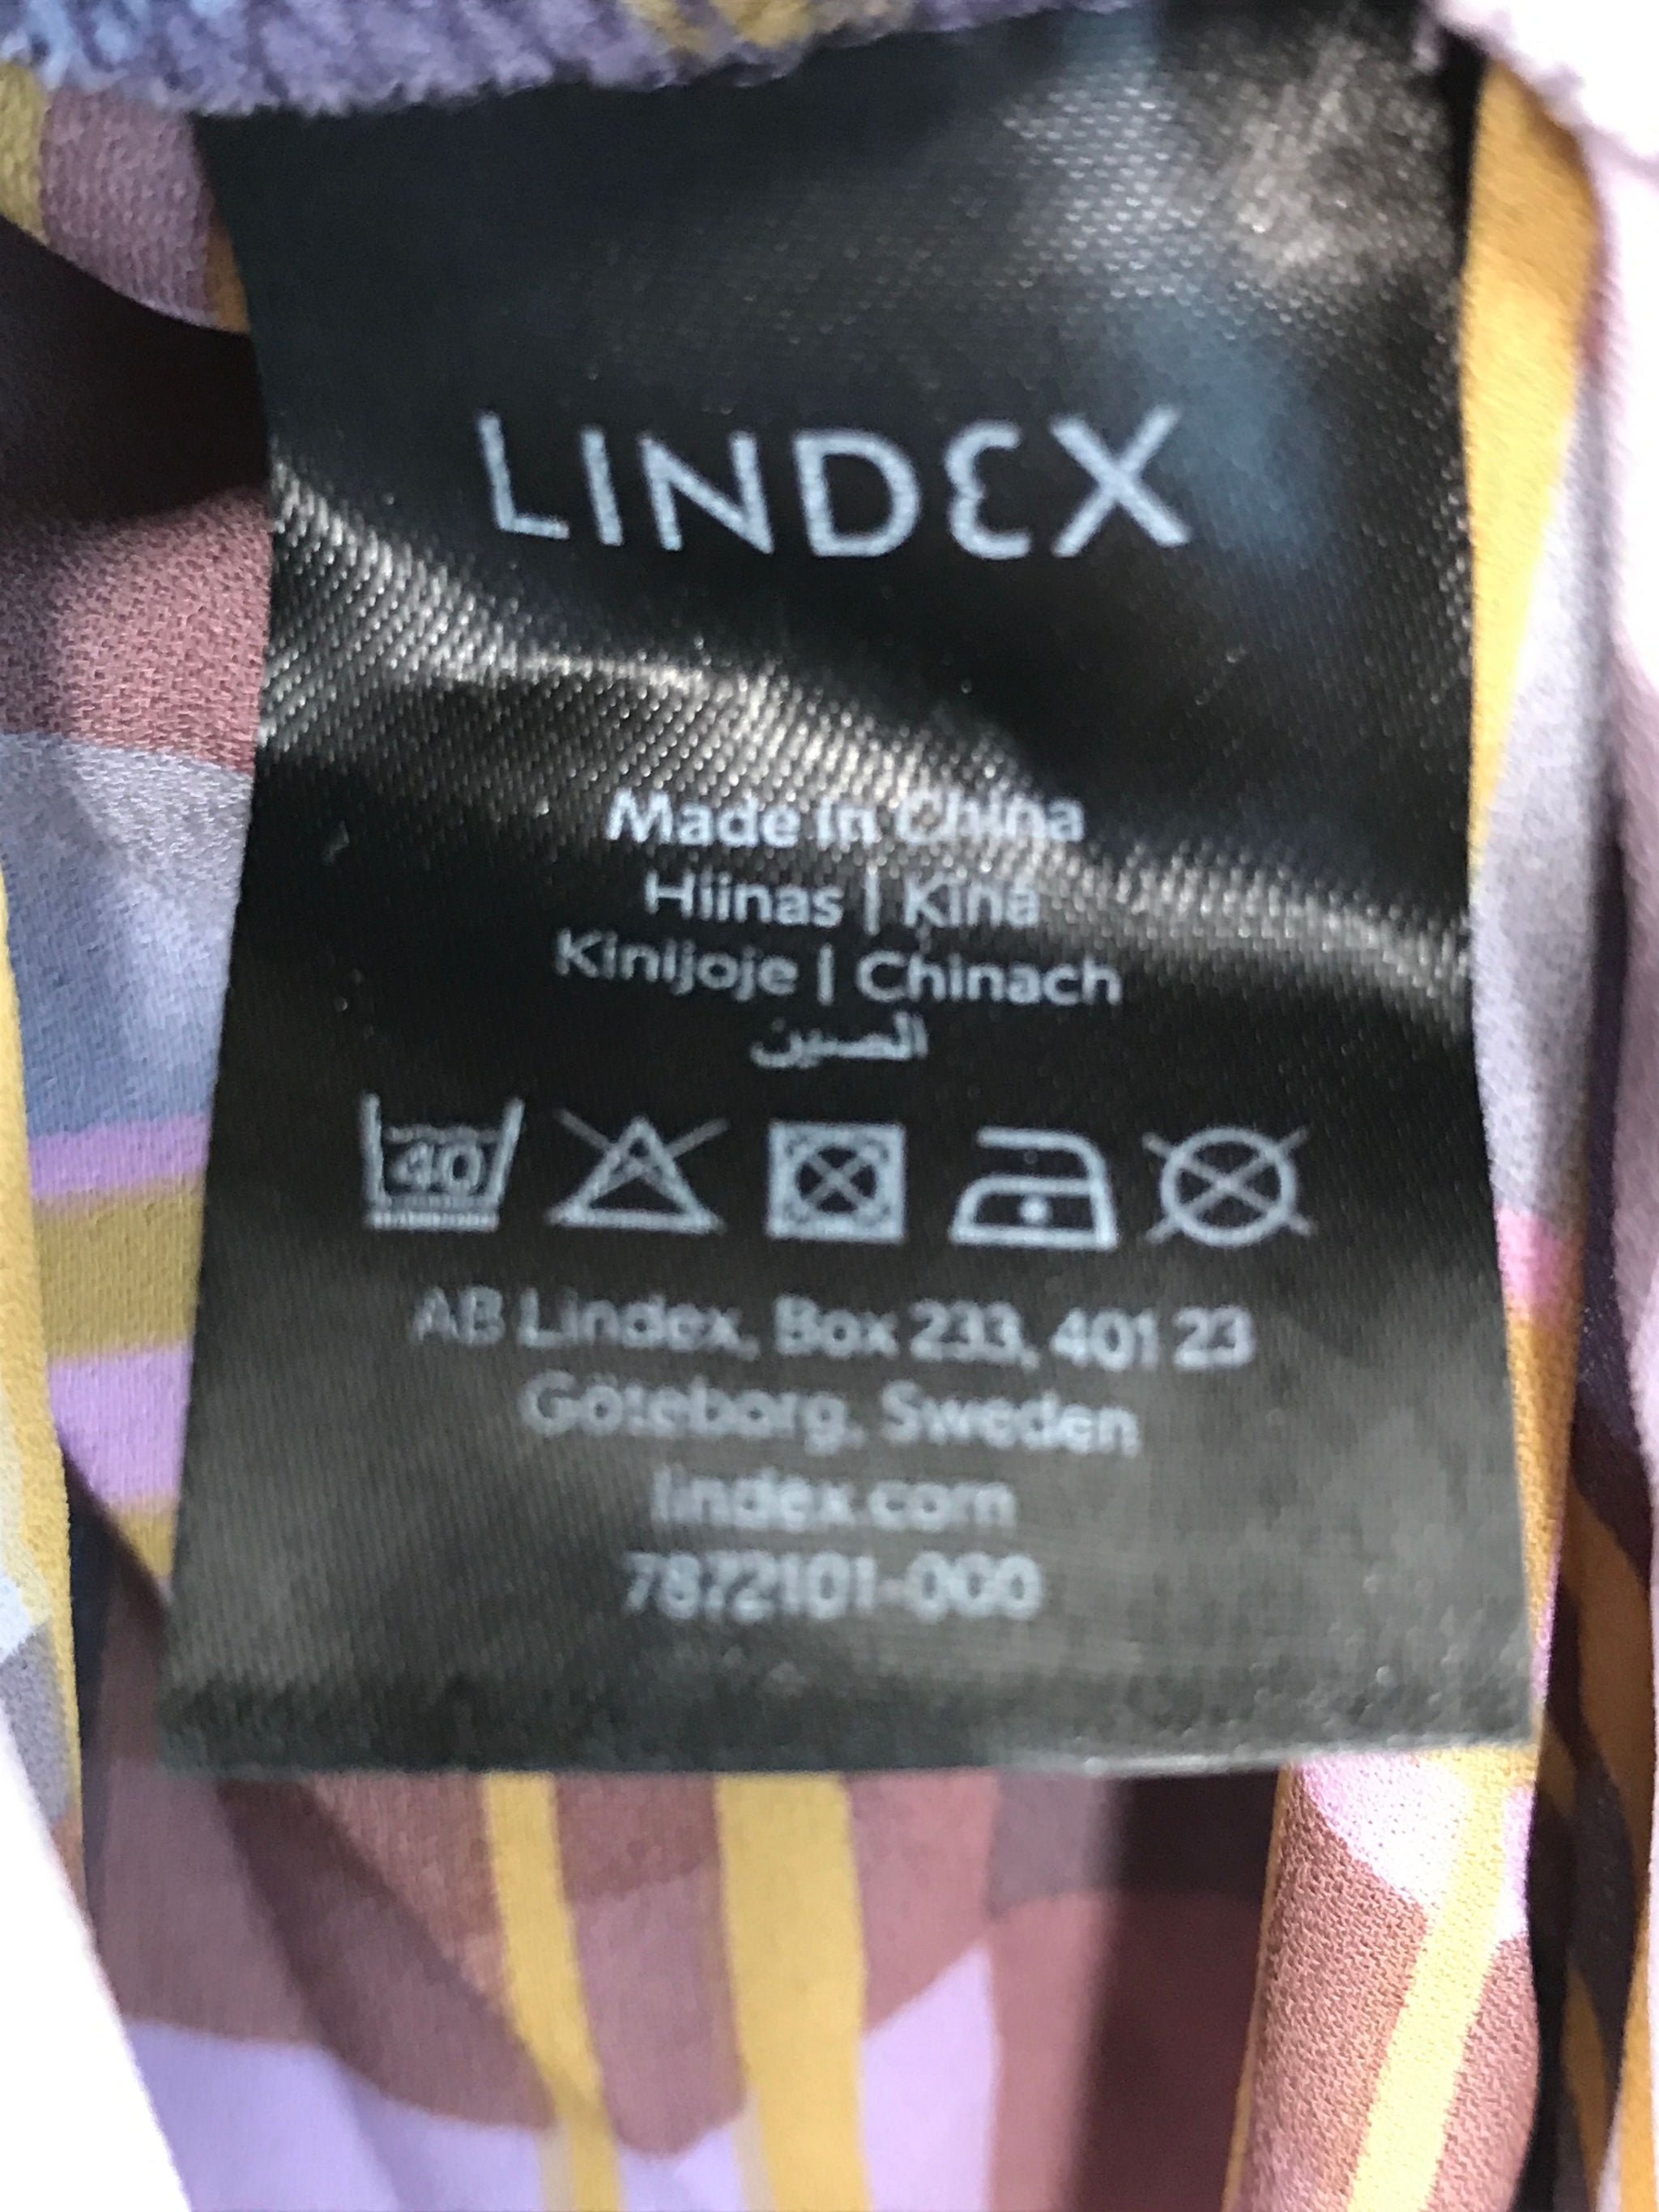 LINDEX
Made in China
Hiinas | Ķīnā
Kinijoje | Chinach
الصين
40
AB Lindex, Box 233, 401 23
Göteborg, Sweden
lindex.com
7872101-000